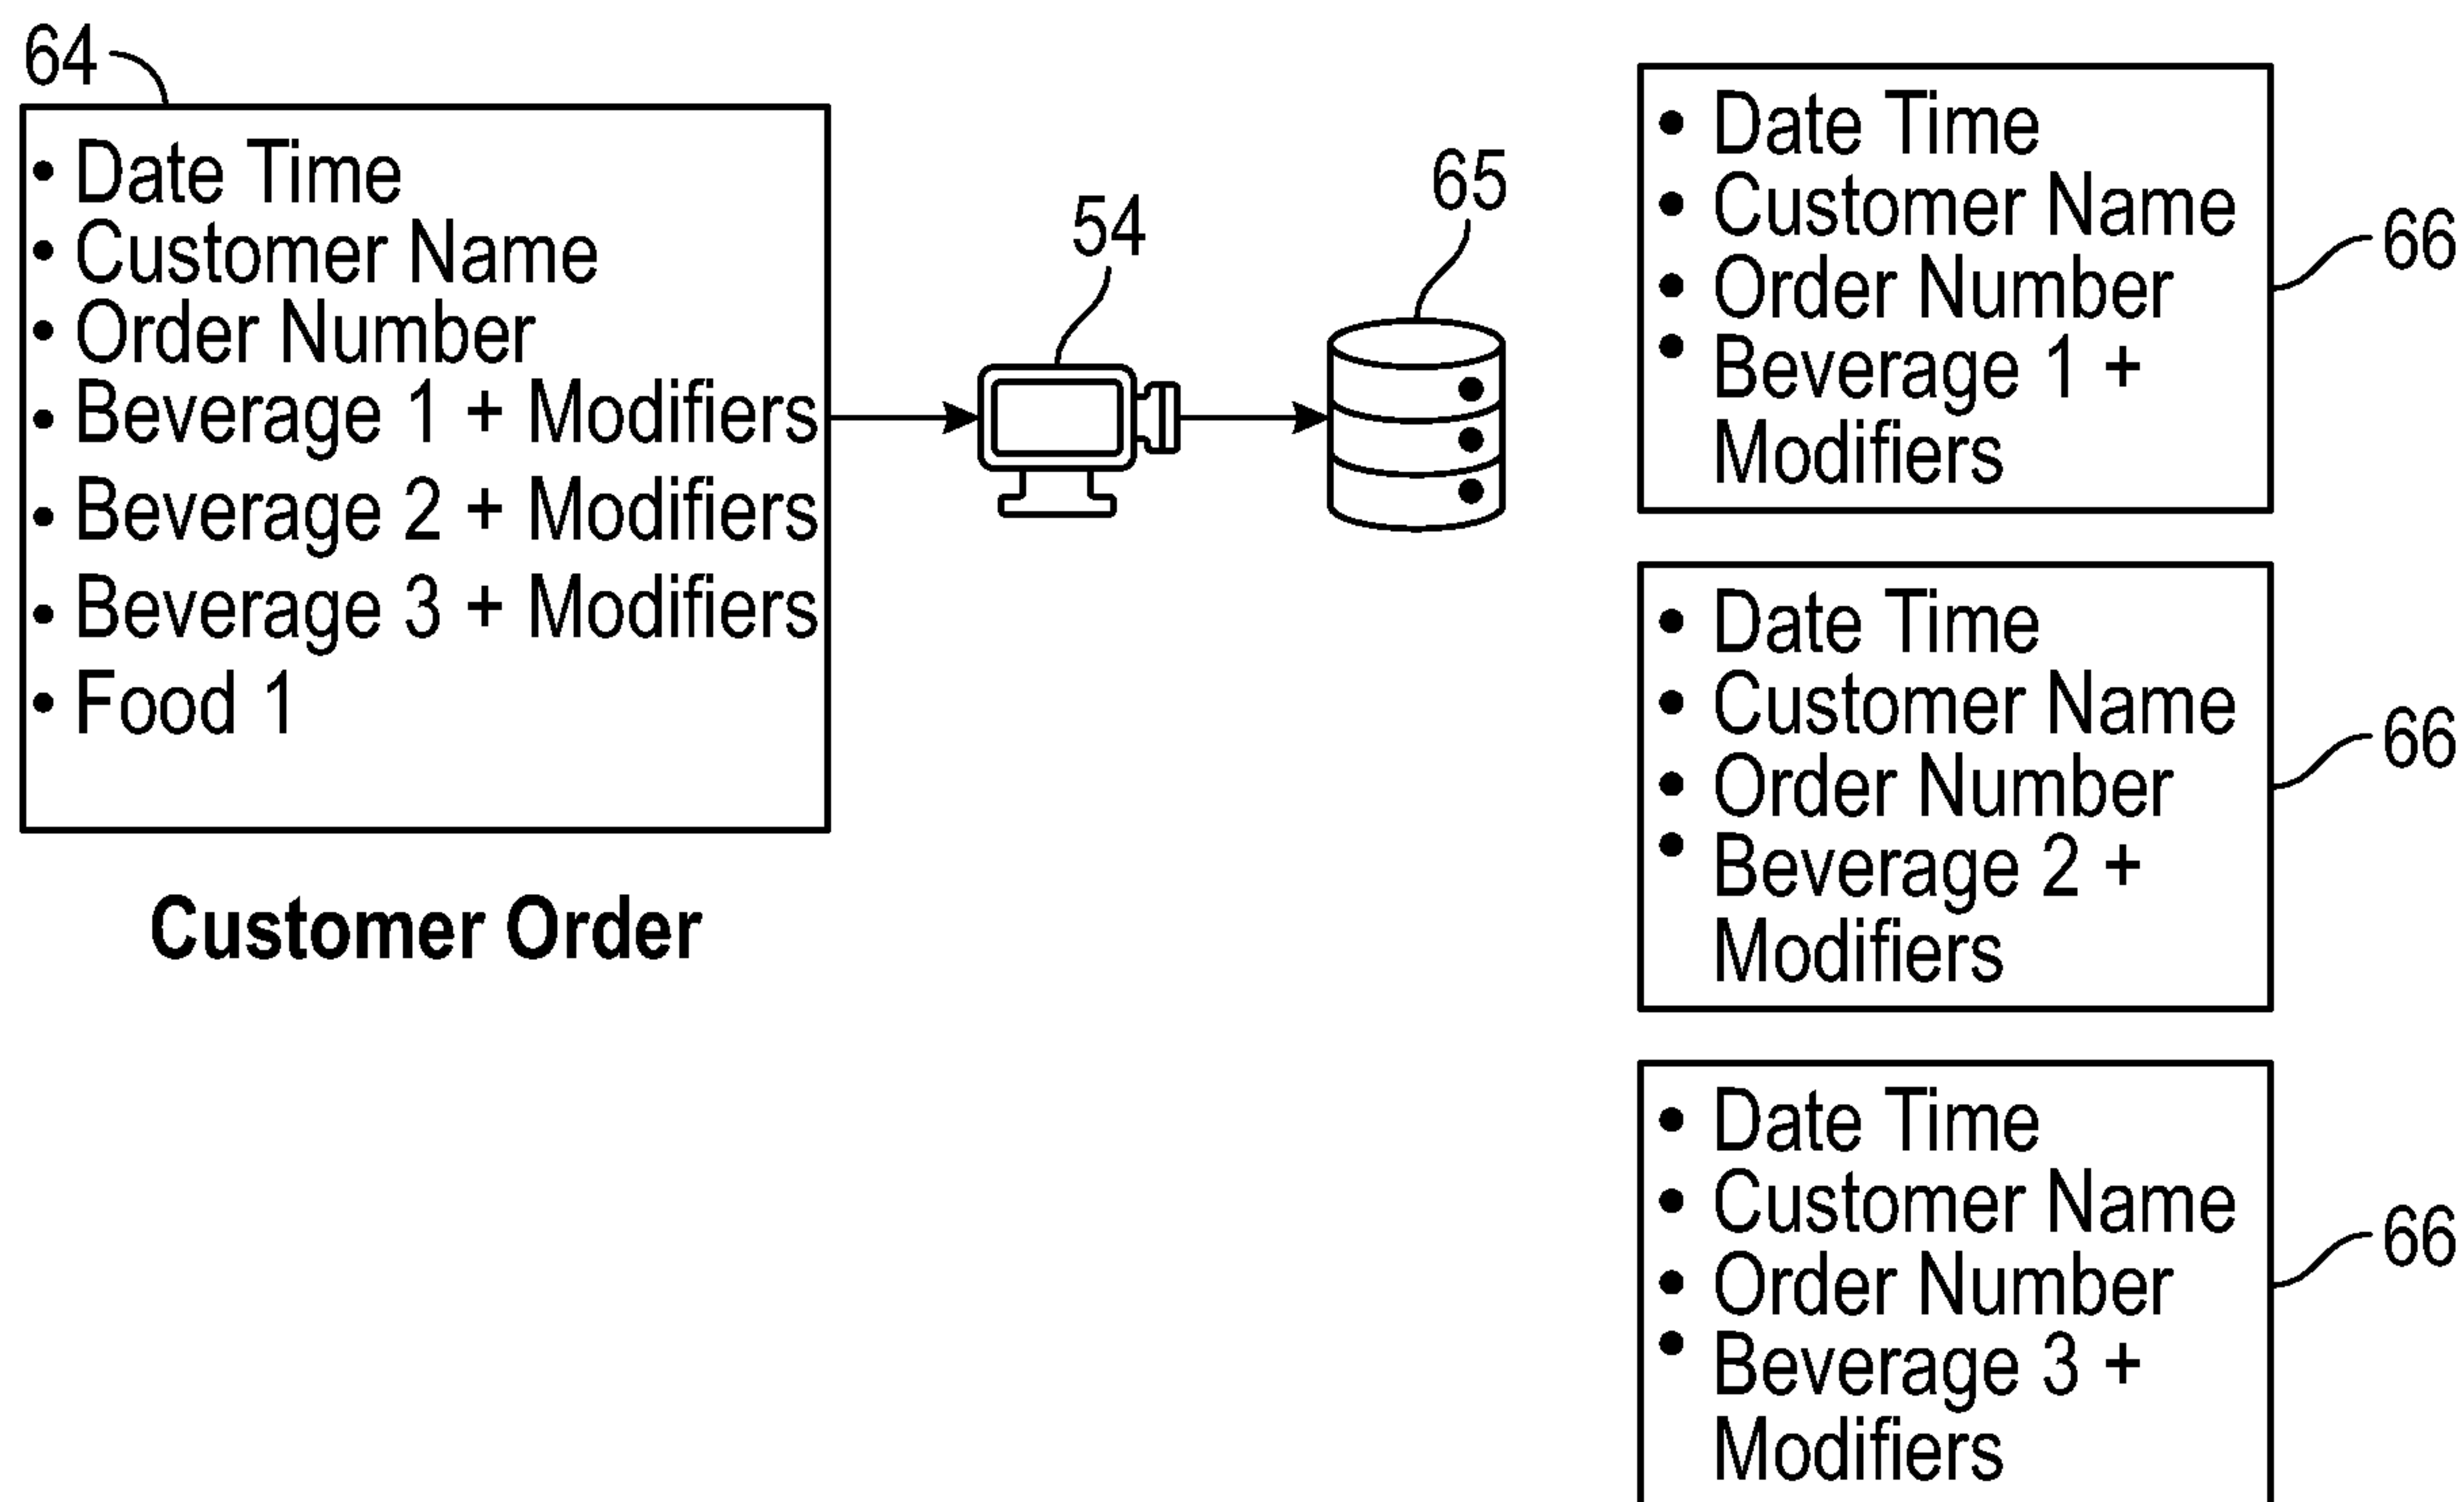 64
• Date Time
• Customer Name
• Order Number
• Beverage 1 + Modifiers
• Beverage 2 + Modifiers
• Beverage 3 + Modifiers
• Food 1
Customer Order
54
65
• Date Time
• Customer Name
• Order Number
• Beverage 1 +
Modifiers
66
• Date Time
• Customer Name
• Order Number
• Beverage 2 +
Modifiers
66
• Date Time
• Customer Name
• Order Number
• Beverage 3 +
Modifiers
66